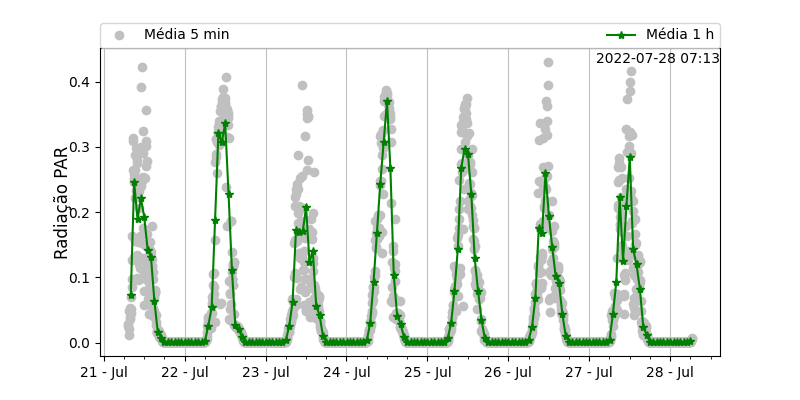 Média 5 min
Média 1 h
2022-07-28 07:13
Radiação PAR
0.4
0.3
0.2
0.1
0.0
21 - Jul
22 - Jul
23 - Jul
24 - Jul
25 - Jul
26 - Jul
27 - Jul
28 - Jul